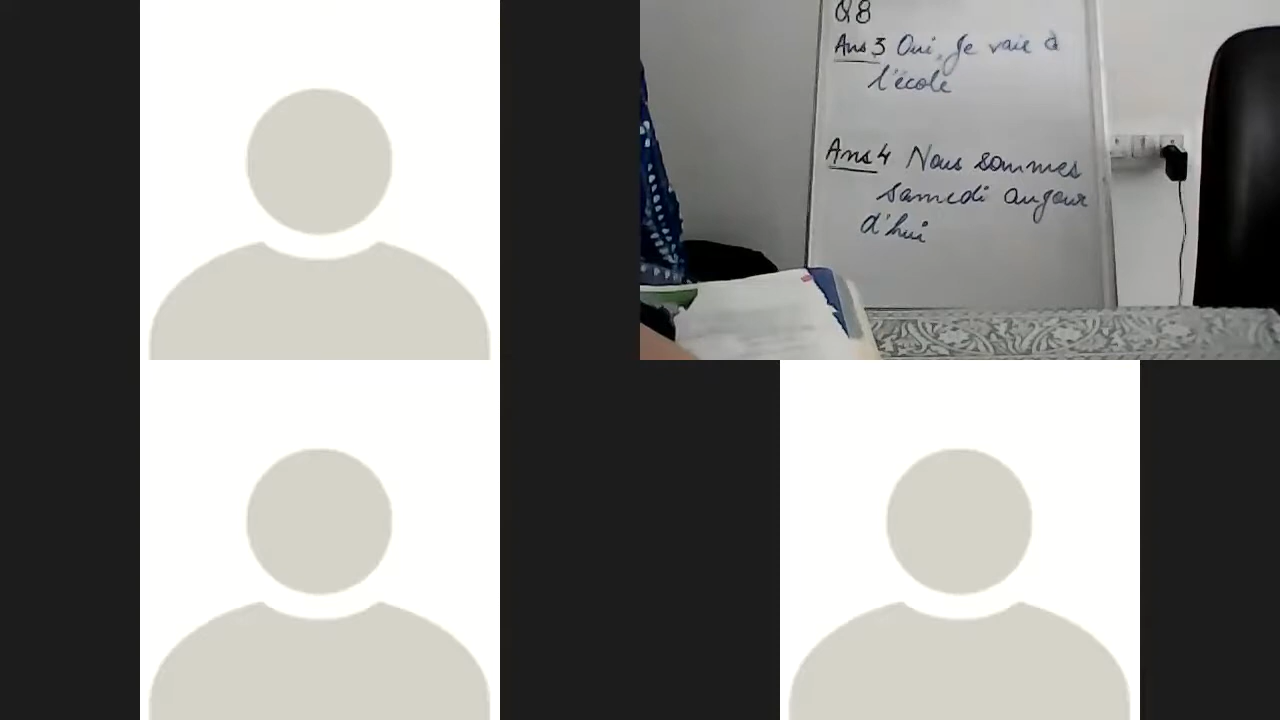 Q8
Ans 3 Oui, Je vaie à
l'école
Ans 4 Nous sommes
samedi aujour
d'hui